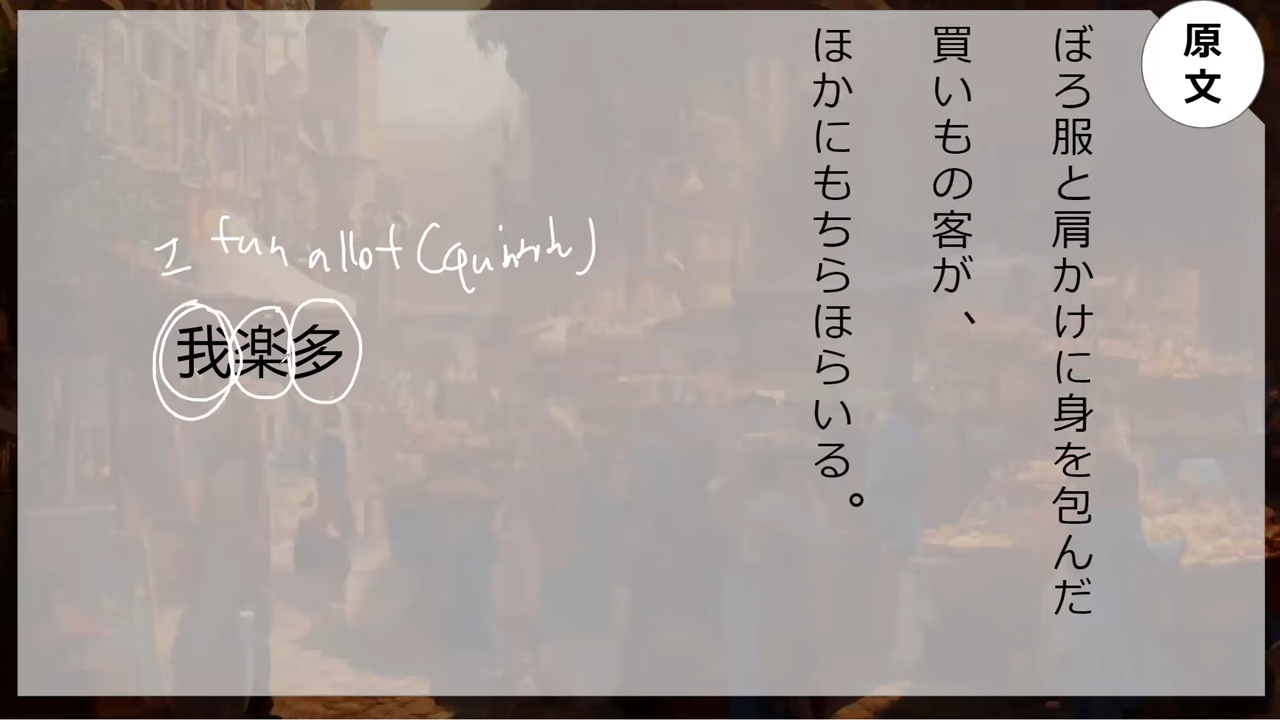 原文
ぼろ服と肩かけに身を包んだ
買いもの客が、
ほかにもちらほらいる。
I fun allot (
我楽多